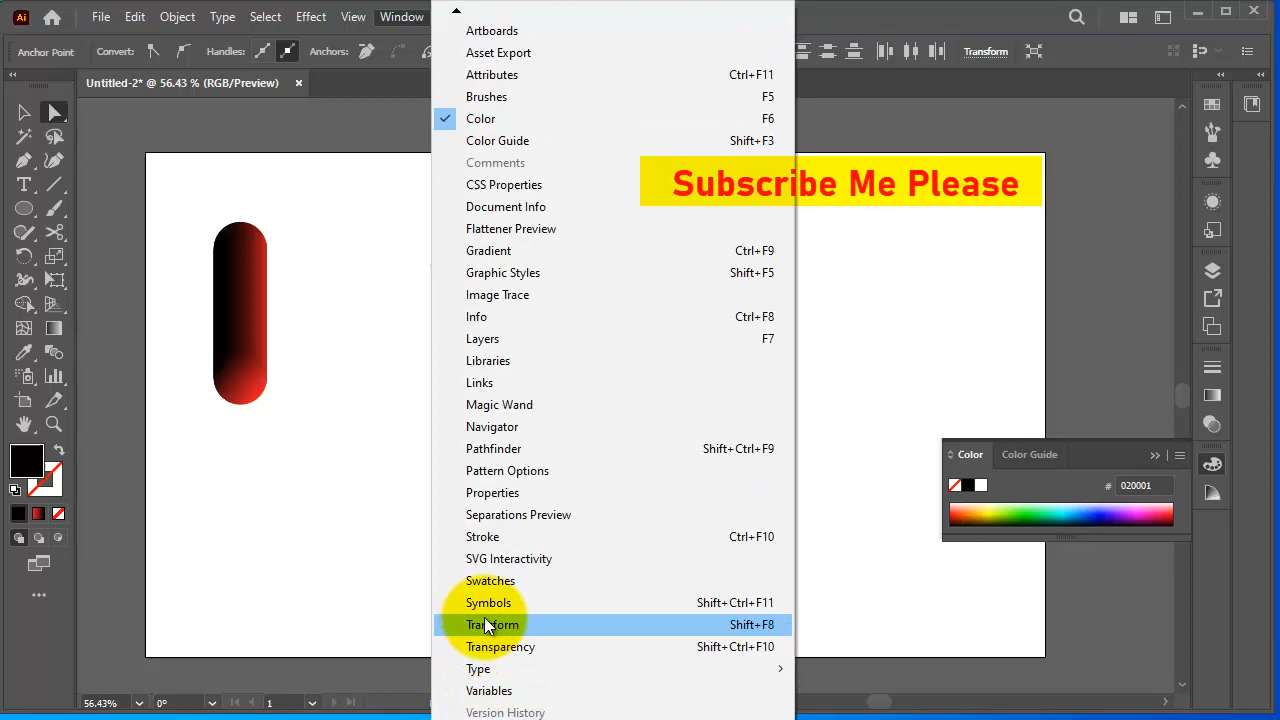 Ai File Edit Object Type Select Effect View Window
Anchor Point Convert: Handles: Anchors: Transform
Untitled-2* @ 56.43 % (RGB/Preview) ×
Artboards
Asset Export
Attributes Ctrl+F11
Brushes F5
Color F6
Color Guide Shift+F3
Comments
CSS Properties
Document Info
Flattener Preview
Gradient Ctrl+F9
Graphic Styles Shift+F5
Image Trace
Info Ctrl+F8
Layers F7
Libraries
Links
Magic Wand
Navigator
Pathfinder Shift+Ctrl+F9
Pattern Options
Properties
Separations Preview
Stroke Ctrl+F10
SVG Interactivity
Swatches
Symbols Shift+Ctrl+F11
Transform Shift+F8
Transparency Shift+Ctrl+F10
Type
Variables
Version History
Subscribe Me Please
Color Color Guide
# 020001
56.43% 0° 1